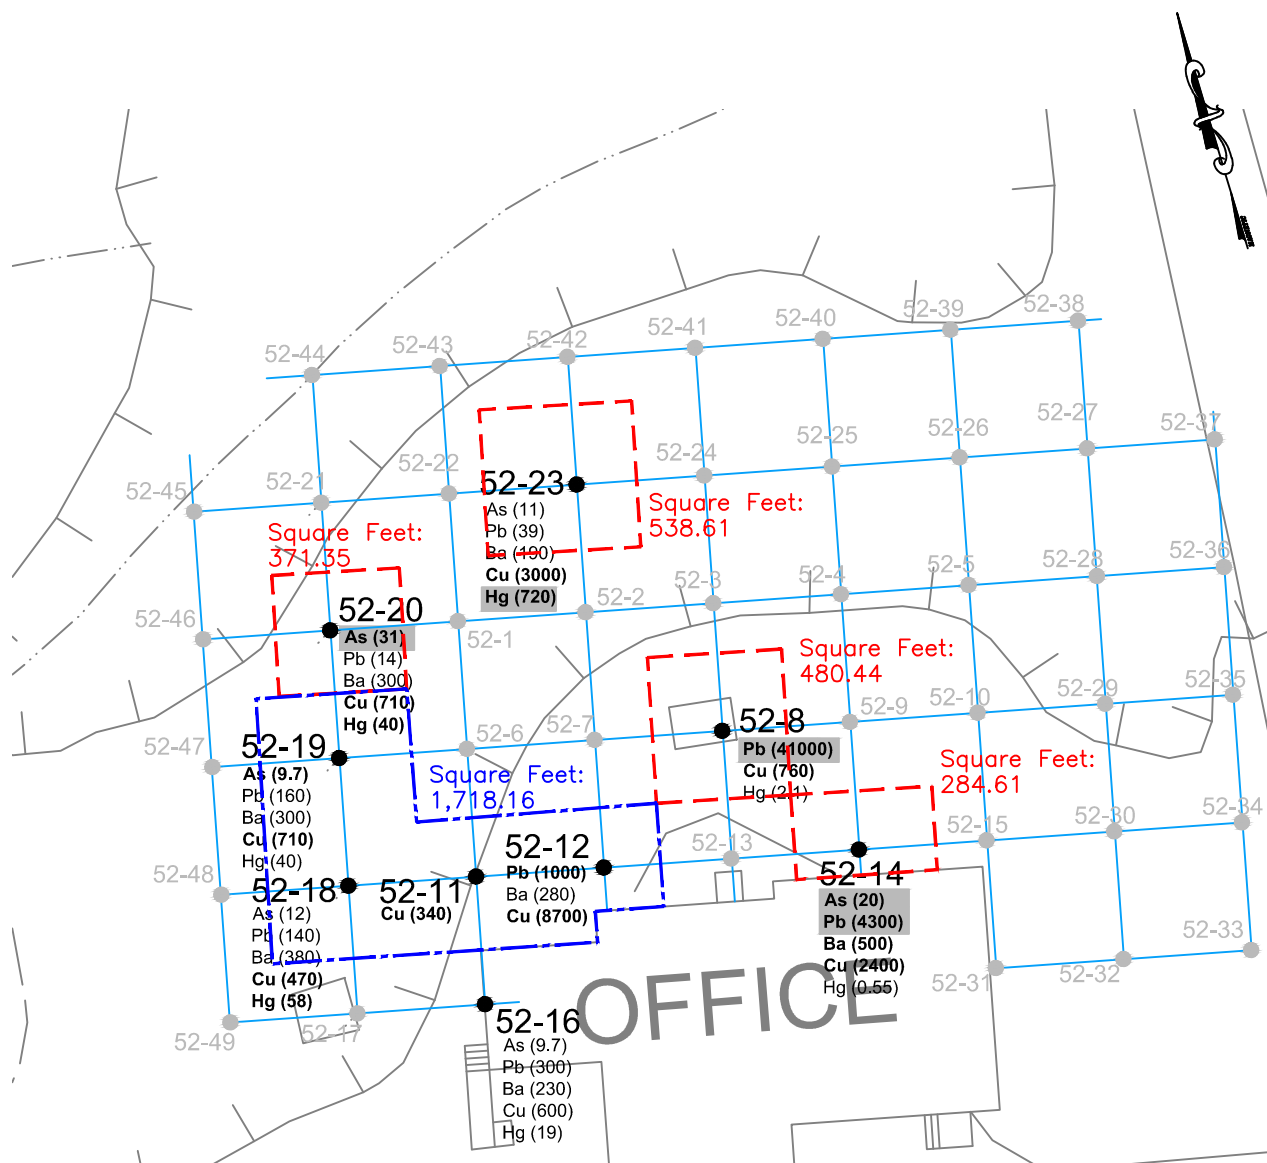 52-38
52-39
52-40
52-41
52-42
52-43
52-44
52-37
52-27
52-26
52-25
52-24
52-23
As (11)
Pb (39)
Ba (190)
Cu (3000)
Hg (720)
52-22
52-21
52-45
Square Feet:
538.61
Square Feet:
371.35
52-36
52-28
52-5
52-4
52-3
52-2
52-1
52-20
As (31)
Pb (14)
Ba (300)
Cu (710)
Hg (40)
52-46
Square Feet:
480.44
52-35
52-29
52-10
52-9
52-8
Pb (41000)
Cu (760)
Hg (2.1)
52-7
52-6
52-19
As (9.7)
Pb (160)
Ba (300)
Cu (710)
Hg (40)
52-47
Square Feet:
1,718.16
Square Feet:
284.61
52-34
52-30
52-15
52-14
As (20)
Pb (4300)
Ba (500)
Cu (2400)
Hg (0.55)
52-13
52-12
Pb (1000)
Ba (280)
Cu (8700)
52-11
Cu (340)
52-18
As (12)
Pb (140)
Ba (380)
Cu (470)
Hg (58)
52-48
52-33
52-32
52-31
OFFICE
52-16
As (9.7)
Pb (300)
Ba (230)
Cu (600)
Hg (19)
52-17
52-49